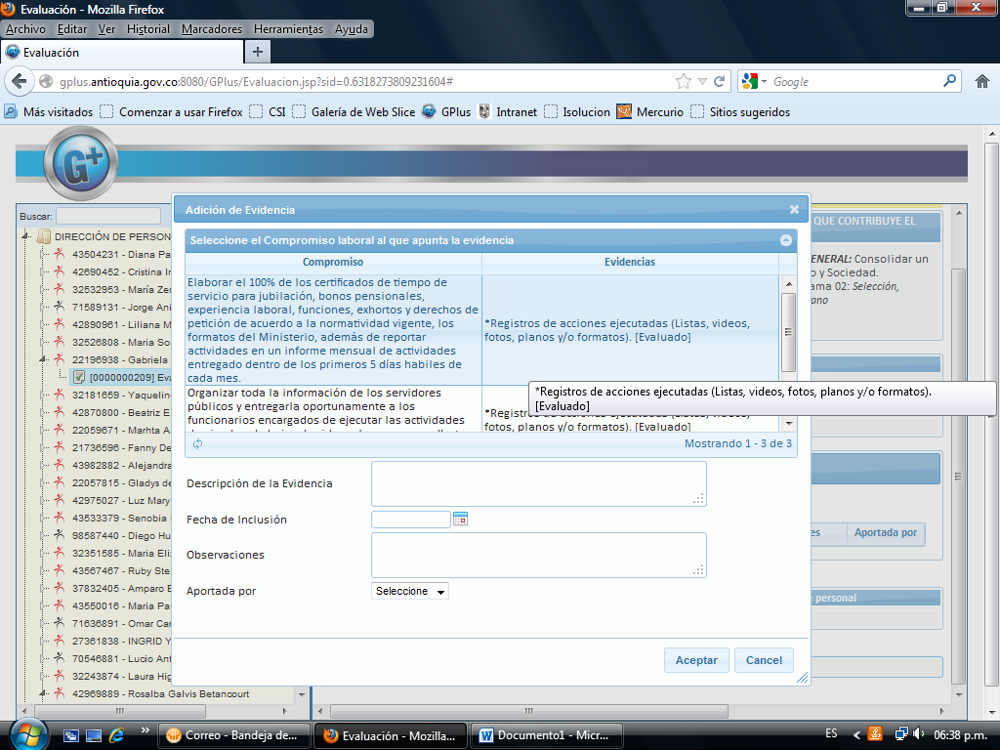 Evaluación - Mozilla Firefox
Archivo Editar Ver Historial Marcadores Herramientas Ayuda
Evaluación
gplus.antioquia.gov.co:8080/GPlus/Evaluacion.jsp?sid=0.6318273809231604#
Google
Más visitados Comenzar a usar Firefox CSI Galería de Web Slice GPlus Intranet Isolucion Mercurio Sitios sugeridos
G+
Buscar:
DIRECCIÓN DE PERSON
43504231 - Diana Pa
42690452 - Cristina Ir
32532953 - María Zer
71589131 - Jorge Aní
42890961 - Liliana M
32526808 - Maria So
22196938 - Gabriela
[0000000209] Eva
32181659 - Yaqueline
42870800 - Beatriz E
22059671 - Marhta A
21736596 - Fanny De
43982882 - Alejandra
22057815 - Gladys de
42975027 - Luz Mary
43533379 - Senobia
98587440 - Diego Hu
32351585 - Maria Eliz
43567467 - Ruby Ste
37832405 - Amparo E
43550016 - Maria Pa
71636891 - Omar Car
27361838 - INGRID Y
70546881 - Lucio Ant
32243874 - Laura Hig
42969889 - Rosalba Galvis Betancourt
Adición de Evidencia
Seleccione el Compromiso laboral al que apunta la evidencia
Compromiso Evidencias
Elaborar el 100% de los certificados de tiempo de
servicio para jubilación, bonos pensionales,
experiencia laboral, funciones, exhortos y derechos de
petición de acuerdo a la normatividad vigente, los
formatos del Ministerio, además de reportar
actividades en un informe mensual de actividades
entregado dentro de los primeros 5 días habiles de
cada mes.
*Registros de acciones ejecutadas (Listas, videos,
fotos, planos y/o formatos). [Evaluado]
Organizar toda la información de los servidores
públicos y entregarla oportunamente a los
funcionarios encargados de ejecutar las actividades
*Registros de acciones ejecutadas (Listas, videos, fotos, planos y/o formatos).
[Evaluado]
fotos, planos y/o formatos). [Evaluado]
Mostrando 1 - 3 de 3
Descripción de la Evidencia
Fecha de Inclusión
Observaciones
Aportada por Seleccione
Aceptar Cancel
QUE CONTRIBUYE EL
ENERAL: Consolidar un
o y Sociedad.
ama 02: Selección,
ano
es Aportada por
e personal
Correo - Bandeja de... Evaluación - Mozilla... Documento1 - Micr... ES 06:38 p.m.